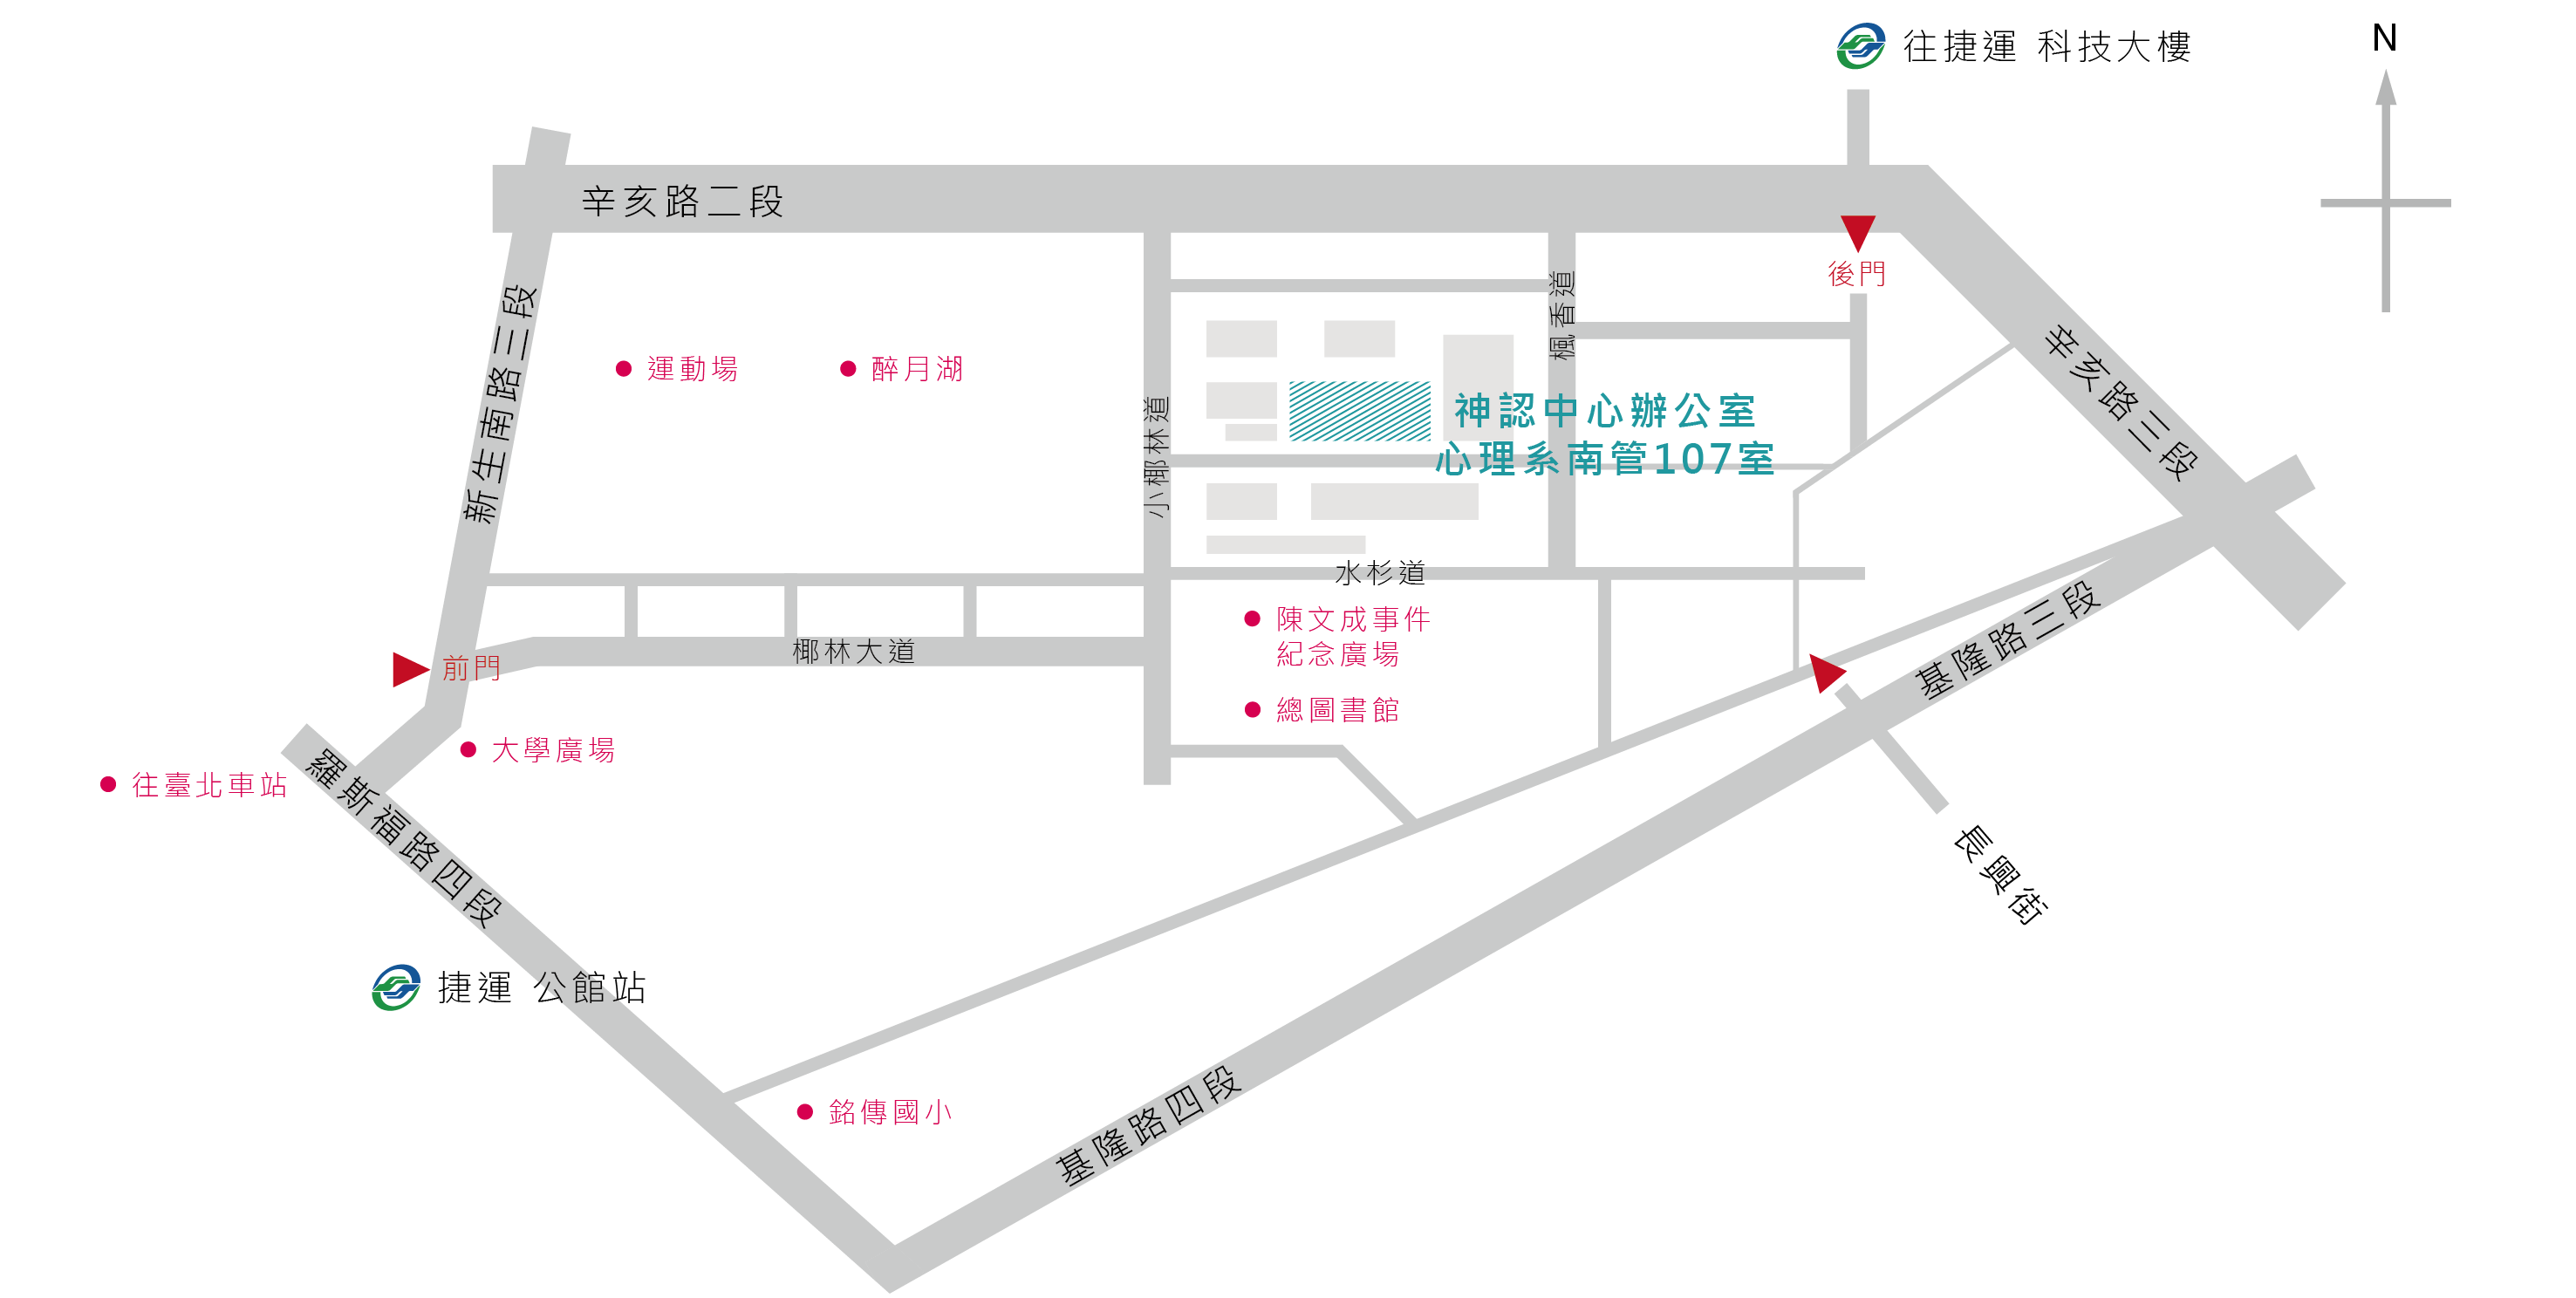 往捷運 科技大樓
N
辛亥路二段
後門
新生南路三段
運動場
醉月湖
楓香道
小椰林道
辛亥路三段
神認中心辦公室
心理系南管107室
水杉道
陳文成事件
紀念廣場
椰林大道
前門
總圖書館
基隆路三段
大學廣場
往臺北車站
羅斯福路四段
長興街
捷運 公館站
銘傳國小
基隆路四段